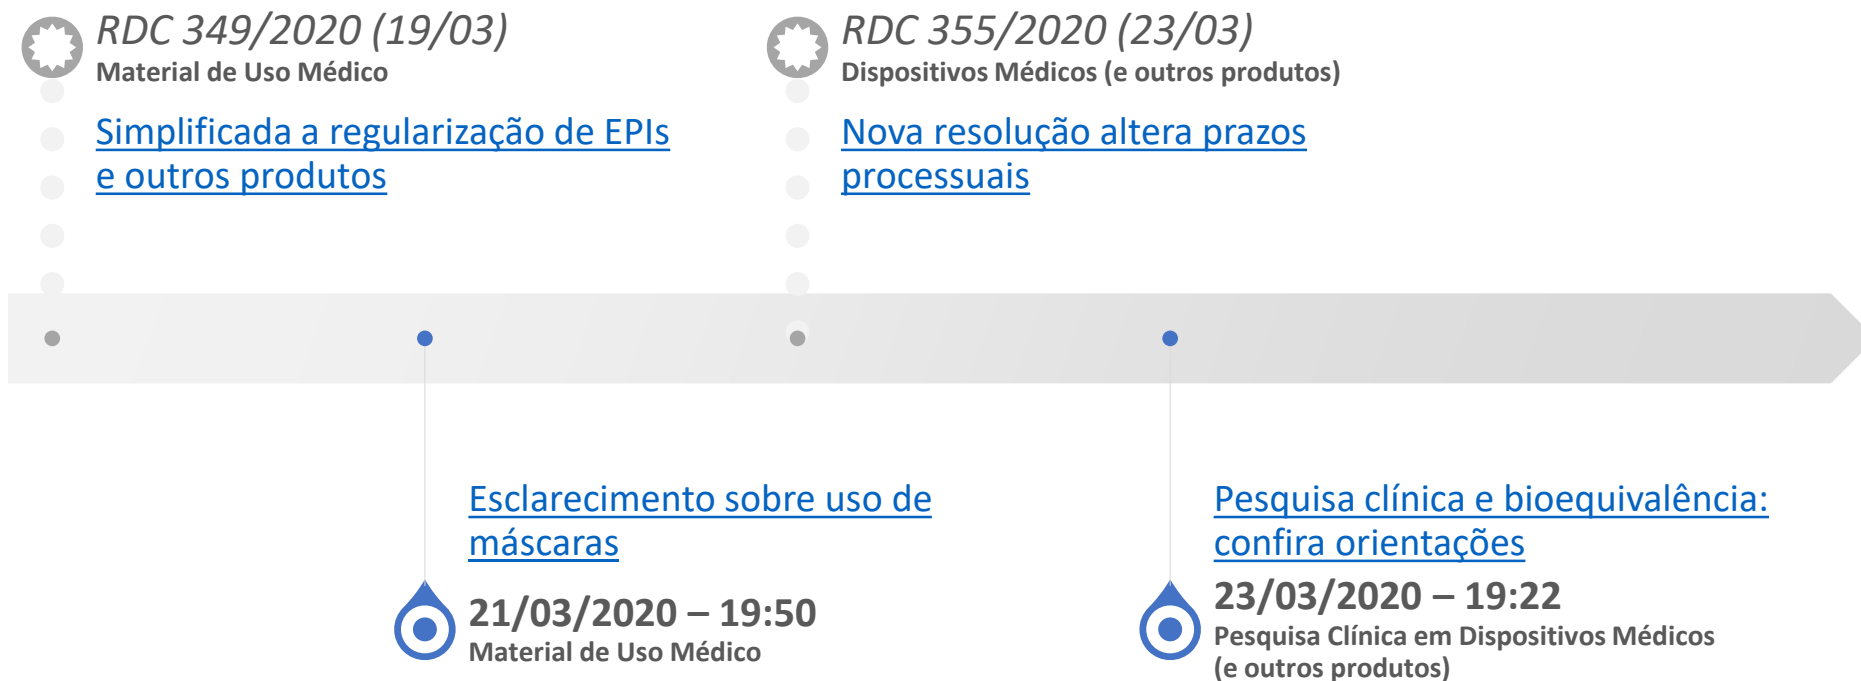 RDC 349/2020 (19/03)
Material de Uso Médico
Simplificada a regularização de EPIs
e outros produtos
RDC 355/2020 (23/03)
Dispositivos Médicos (e outros produtos)
Nova resolução altera prazos
processuais
Esclarecimento sobre uso de
máscaras
21/03/2020 – 19:50
Material de Uso Médico
Pesquisa clínica e bioequivalência:
confira orientações
23/03/2020 – 19:22
Pesquisa Clínica em Dispositivos Médicos
(e outros produtos)